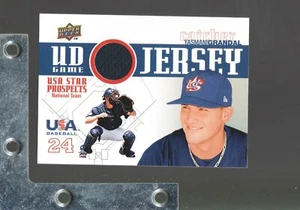 UPPER DECK
catcher
YASMANI GRANDAL
UD
GAME
JERSEY
USA STAR
PROSPECTS
National Team
USA
BASEBALL
24